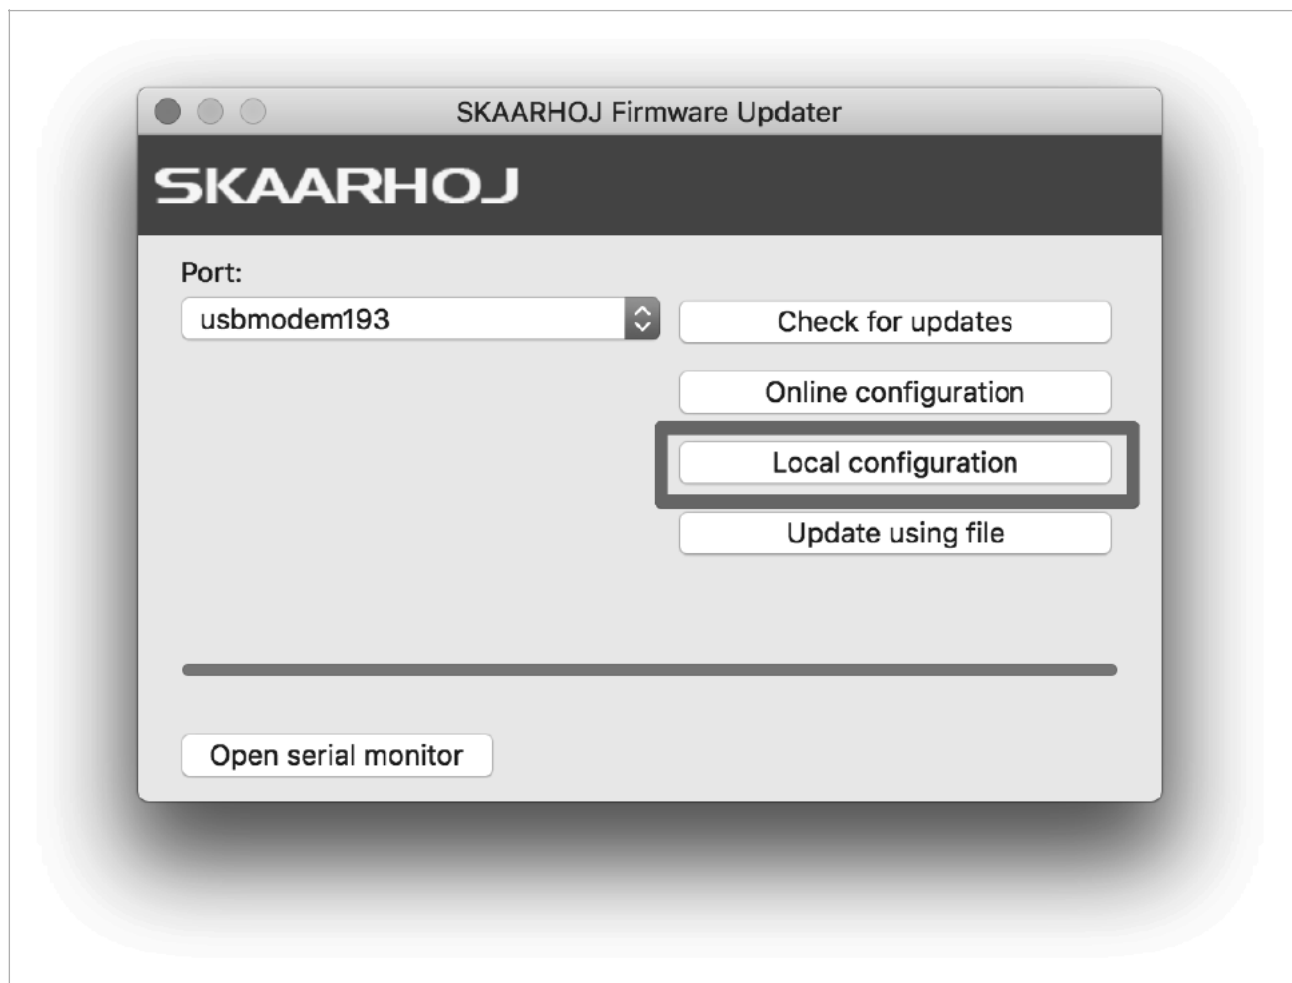 SKAARHOJ Firmware Updater
SKAARHOJ
Port:
usbmodem193
Check for updates
Online configuration
Local configuration
Update using file
Open serial monitor